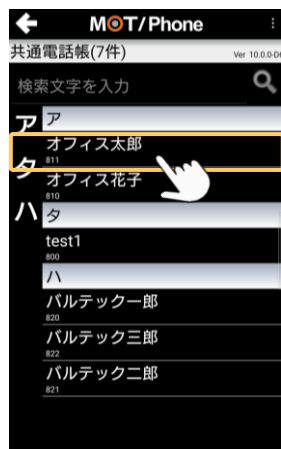 MOT/Phone
共通電話帳(7件)
Ver 10.0.0-D
検索文字を入力
ア
タ
ハ
ア
オフィス太郎
811
オフィス花子
810
タ
test1
800
ハ
バルテック一郎
820
バルテック三郎
822
バルテック二郎
821